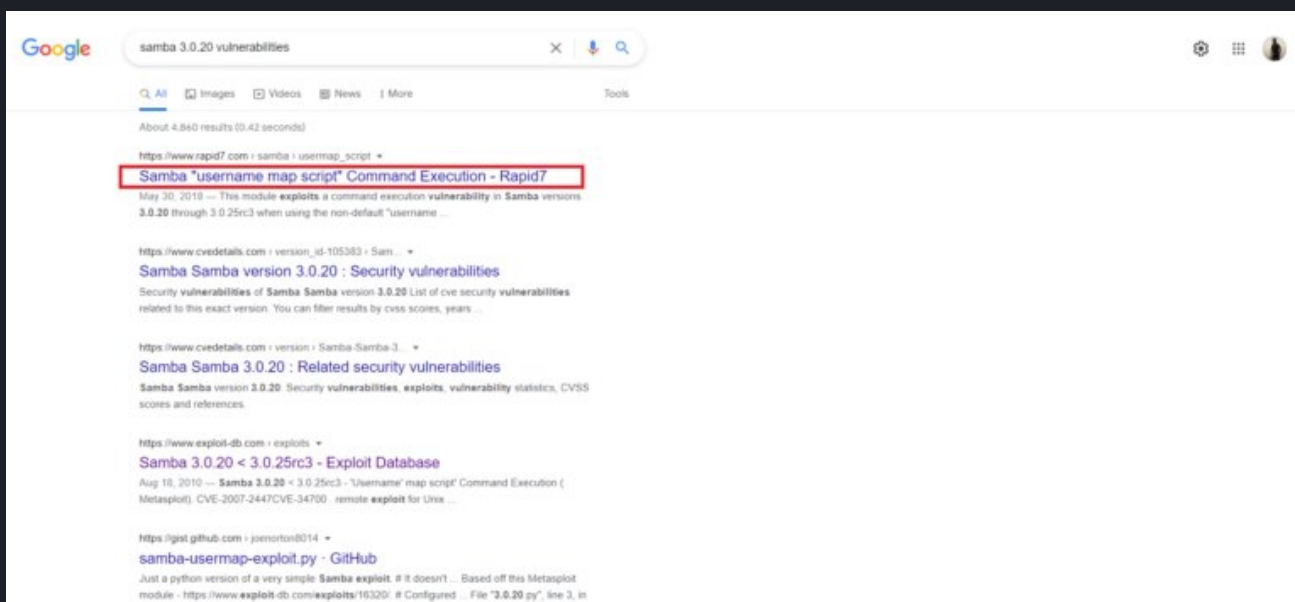 Google
samba 3.0.20 vulnerabilities
All Images Videos News More Tools
About 4,860 results (0.42 seconds)
https://www.rapid7.com › samba › usermap_script
Samba "username map script" Command Execution - Rapid7
May 30, 2018 — This module exploits a command execution vulnerability in Samba versions
3.0.20 through 3.0.25rc3 when using the non-default "username ...
https://www.cvedetails.com › version_id-105383 › Sam...
Samba Samba version 3.0.20 : Security vulnerabilities
Security vulnerabilities of Samba Samba version 3.0.20 List of cve security vulnerabilities
related to this exact version. You can filter results by cvss scores, years ...
https://www.cvedetails.com › version › Samba-Samba-3...
Samba Samba 3.0.20 : Related security vulnerabilities
Samba Samba version 3.0.20: Security vulnerabilities, exploits, vulnerability statistics, CVSS
scores and references.
https://www.exploit-db.com › exploits
Samba 3.0.20 < 3.0.25rc3 - Exploit Database
Aug 18, 2010 — Samba 3.0.20 < 3.0.25rc3 - 'Username' map script' Command Execution (
Metasploit). CVE-2007-2447CVE-34700 . remote exploit for Unix ...
https://gist.github.com › joenorton8014
samba-usermap-exploit.py · GitHub
Just a python version of a very simple Samba exploit. # It doesn't ... Based off this Metasploit
module - https://www.exploit-db.com/exploits/16320/ # Configured ... File "3.0.20.py", line 3, in